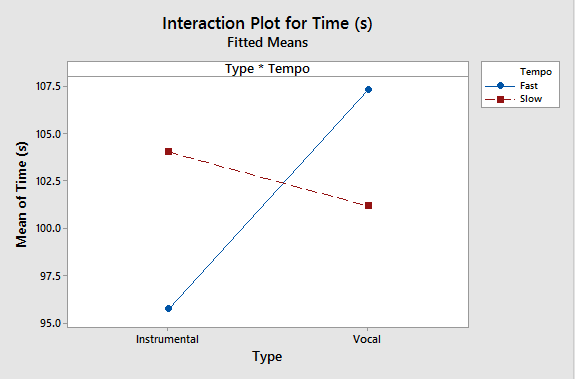 Interaction Plot for Time (s)
Fitted Means
Type * Tempo
Tempo
Fast
Slow
Mean of Time (s)
107.5
105.0
102.5
100.0
97.5
95.0
Instrumental
Vocal
Type